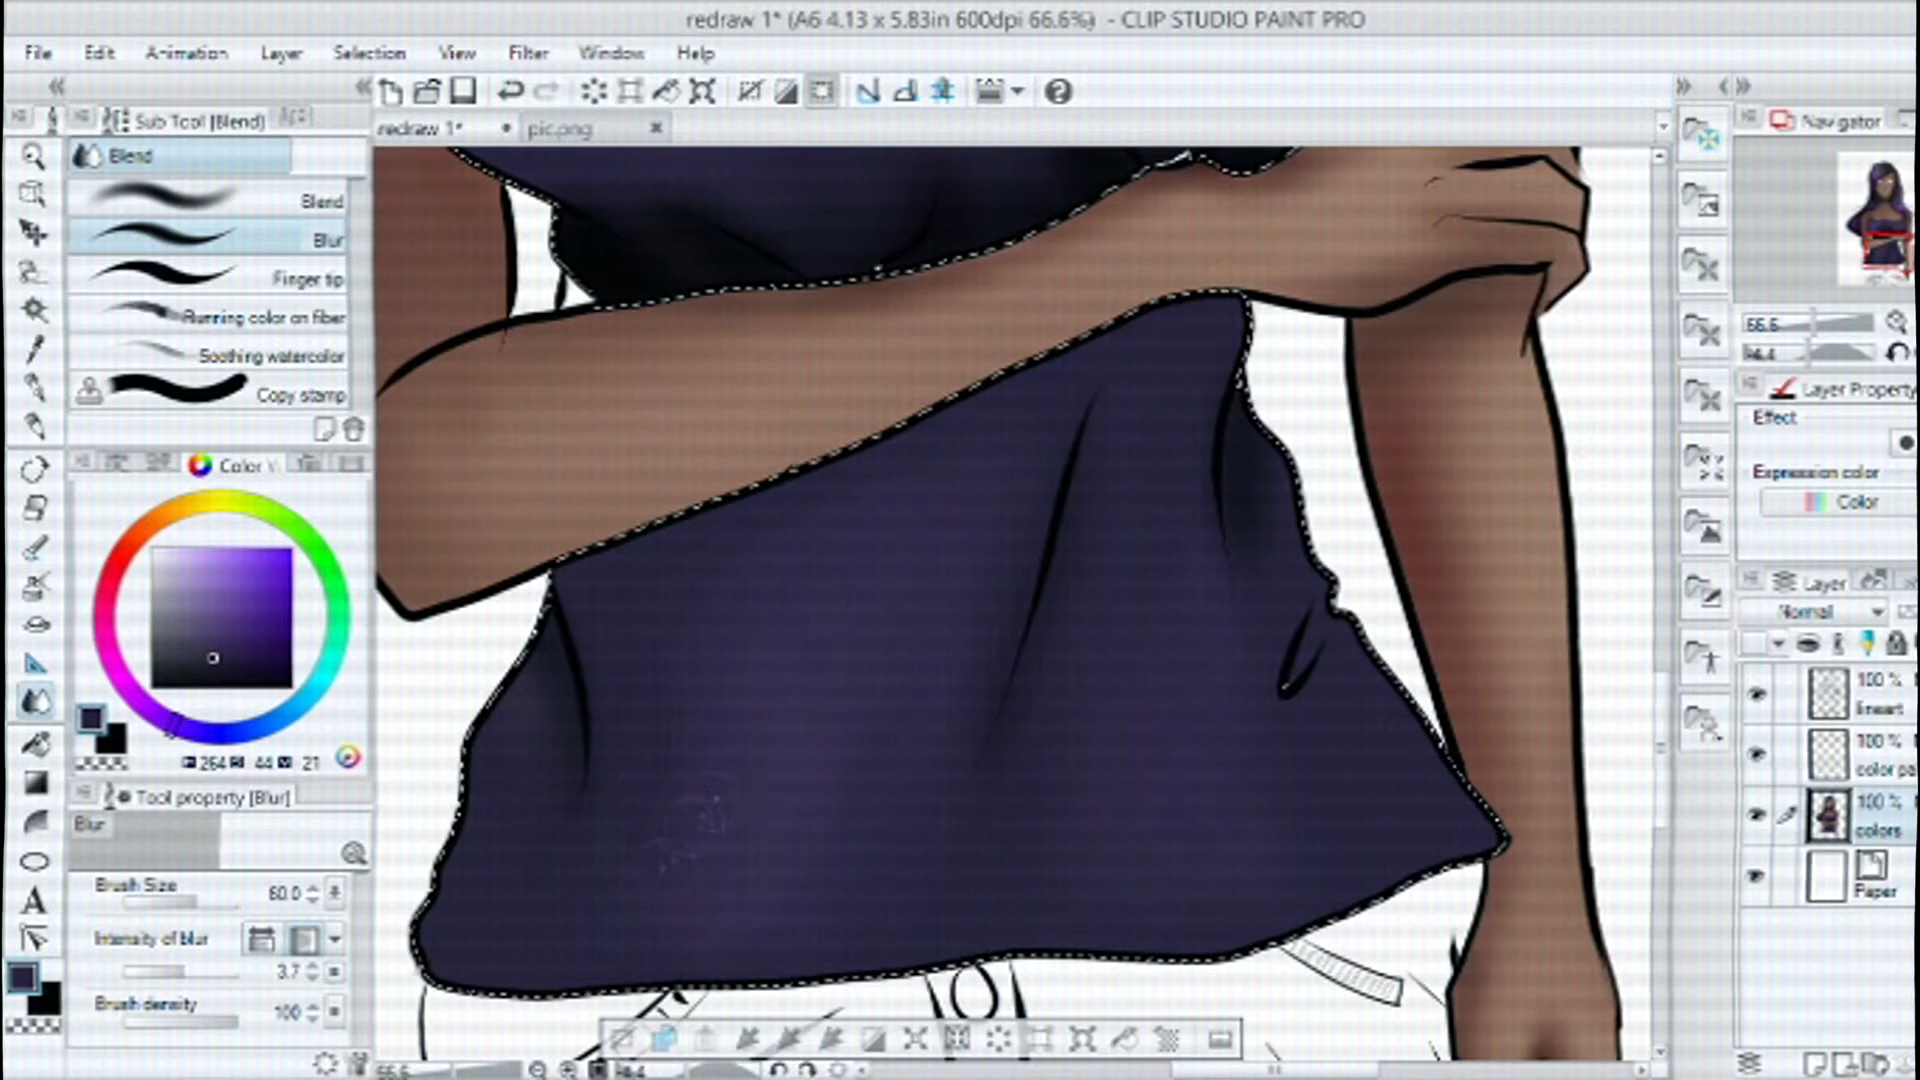 redraw 1* (A6 4.13 x 5.83in 600dpi 66.6%) - CLIP STUDIO PAINT PRO
File Edit Animation Layer Selection View Filter Window Help
Sub Tool [Blend]
redraw 1* pic.png
Navigator
Blend
Blend
Blur
Finger tip
Running color on fiber
Soothing watercolor
Copy stamp
Color
264 44 21
Tool property [Blur]
Blur
Brush Size 60.0
Intensity of blur
3.7
Brush density 100
66.6
Layer Property
Effect
Expression color
Color
Layer
Normal
100 %
lineart
100 %
color pa
100 %
colors
Paper